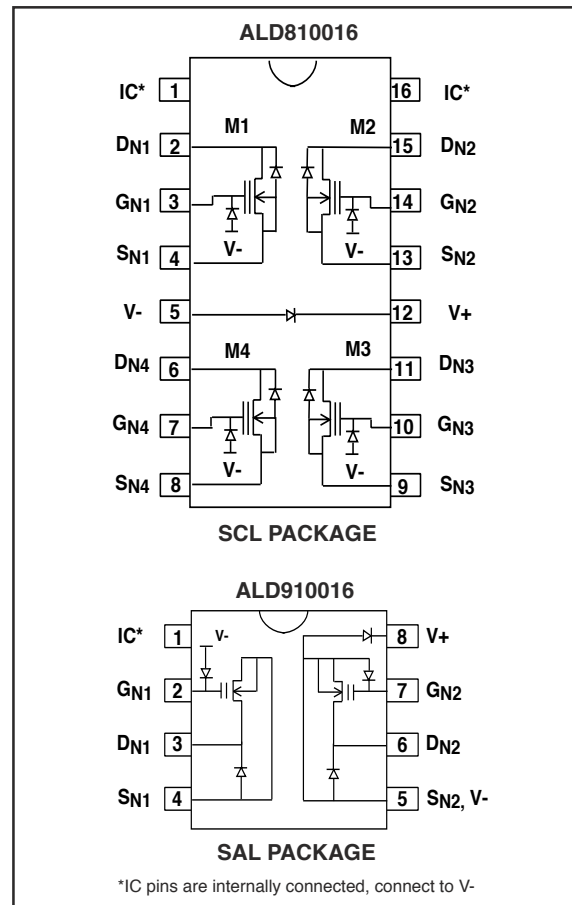 ALD810016
IC* 1 16 IC*
M1 M2
DN1 2 15 DN2
GN1 3 14 GN2
V- V-
SN1 4 13 SN2
V- 5 12 V+
M4 M3
DN4 6 11 DN3
GN4 7 10 GN3
V- V-
SN4 8 9 SN3
SCL PACKAGE
ALD910016
IC* 1 V- 8 V+
GN1 2 7 GN2
DN1 3 6 DN2
SN1 4 5 SN2, V-
SAL PACKAGE
*IC pins are internally connected, connect to V-